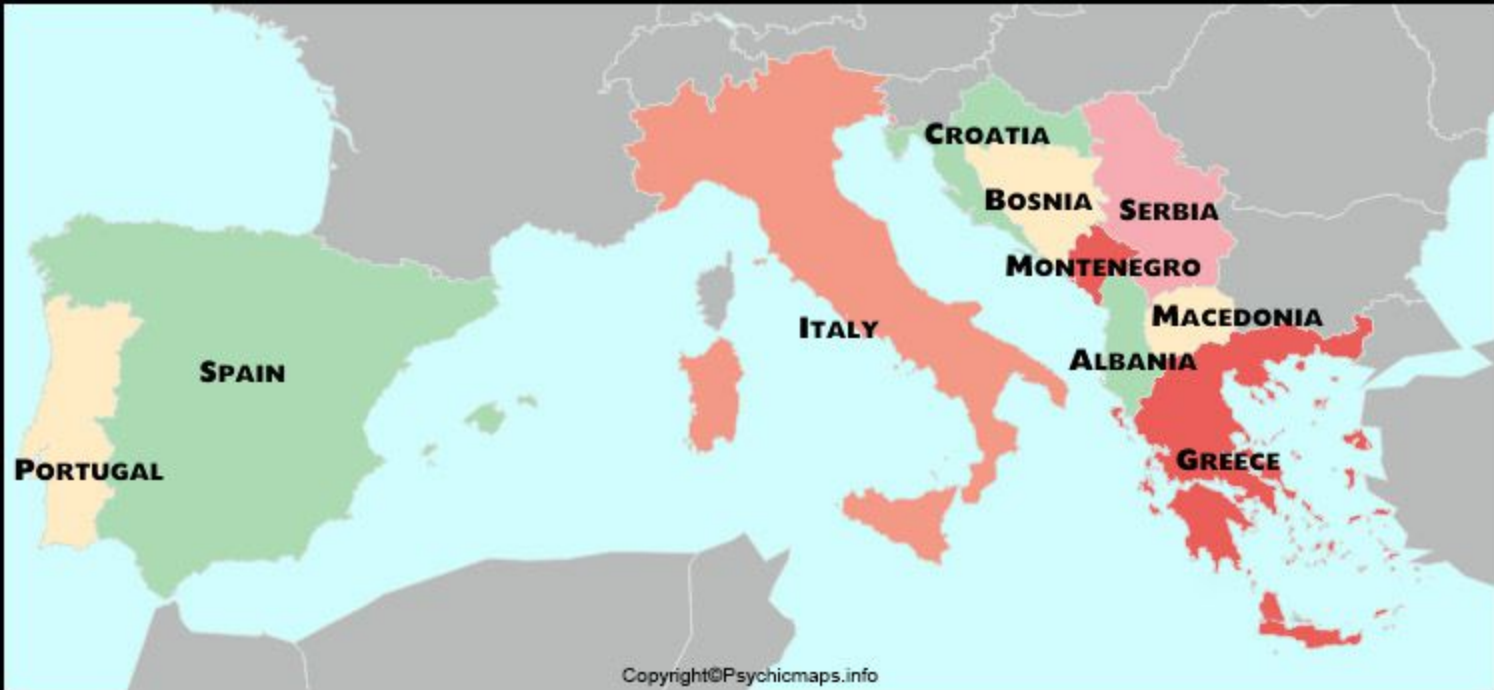 CROATIA
BOSNIA
SERBIA
MONTENEGRO
MACEDONIA
ITALY
ALBANIA
SPAIN
GREECE
PORTUGAL
Copyright©Psychicmaps.info